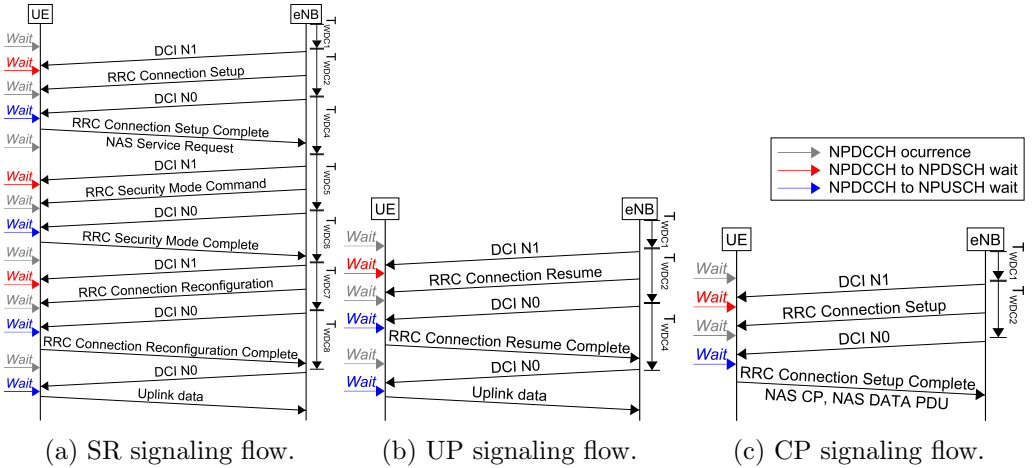 UE
eNB
T_WDC1
Wait
DCI N1
Wait
T_WDC2
RRC Connection Setup
Wait
DCI N0
Wait
T_WDC4
RRC Connection Setup Complete
Wait
NAS Service Request
DCI N1
Wait
T_WDC5
RRC Security Mode Command
Wait
DCI N0
Wait
T_WDC6
RRC Security Mode Complete
Wait
DCI N1
Wait
T_WDC7
RRC Connection Reconfiguration
Wait
DCI N0
Wait
T_WDC8
RRC Connection Reconfiguration Complete
Wait
DCI N0
Wait
Uplink data
(a) SR signaling flow.
UE
eNB
T_WDC1
Wait
DCI N1
Wait
T_WDC2
RRC Connection Resume
Wait
DCI N0
Wait
T_WDC4
RRC Connection Resume Complete
Wait
DCI N0
Wait
Uplink data
(b) UP signaling flow.
NPDCCH ocurrence
NPDCCH to NPDSCH wait
NPDCCH to NPUSCH wait
UE
eNB
T_WDC1
Wait
DCI N1
Wait
T_WDC2
RRC Connection Setup
Wait
DCI N0
Wait
RRC Connection Setup Complete
NAS CP, NAS DATA PDU
(c) CP signaling flow.